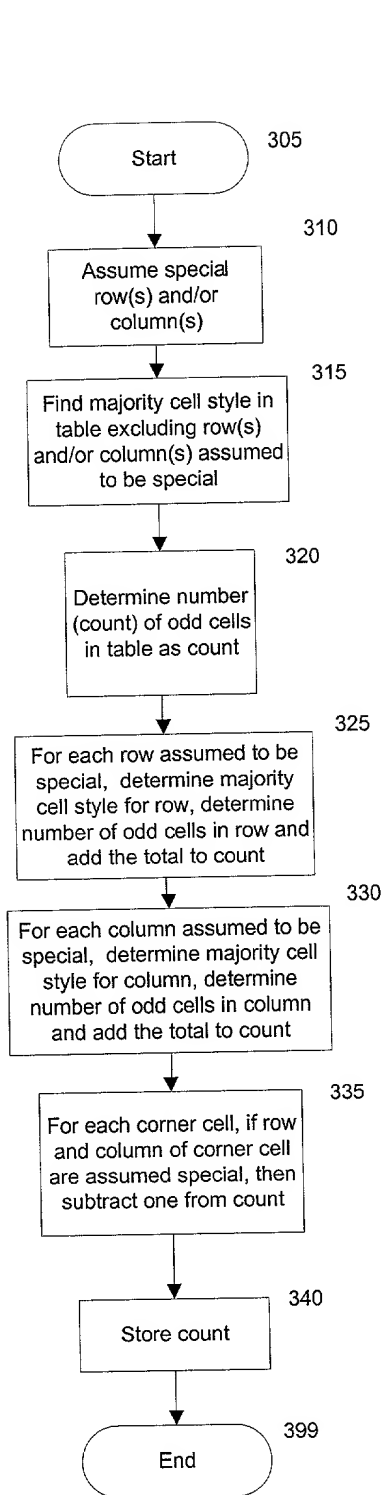 305
Start
310
Assume special
row(s) and/or
column(s)
315
Find majority cell style in
table excluding row(s)
and/or column(s) assumed
to be special
320
Determine number
(count) of odd cells
in table as count
325
For each row assumed to be
special, determine majority
cell style for row, determine
number of odd cells in row and
add the total to count
330
For each column assumed to be
special, determine majority cell
style for column, determine
number of odd cells in column
and add the total to count
335
For each corner cell, if row
and column of corner cell
are assumed special, then
subtract one from count
340
Store count
399
End